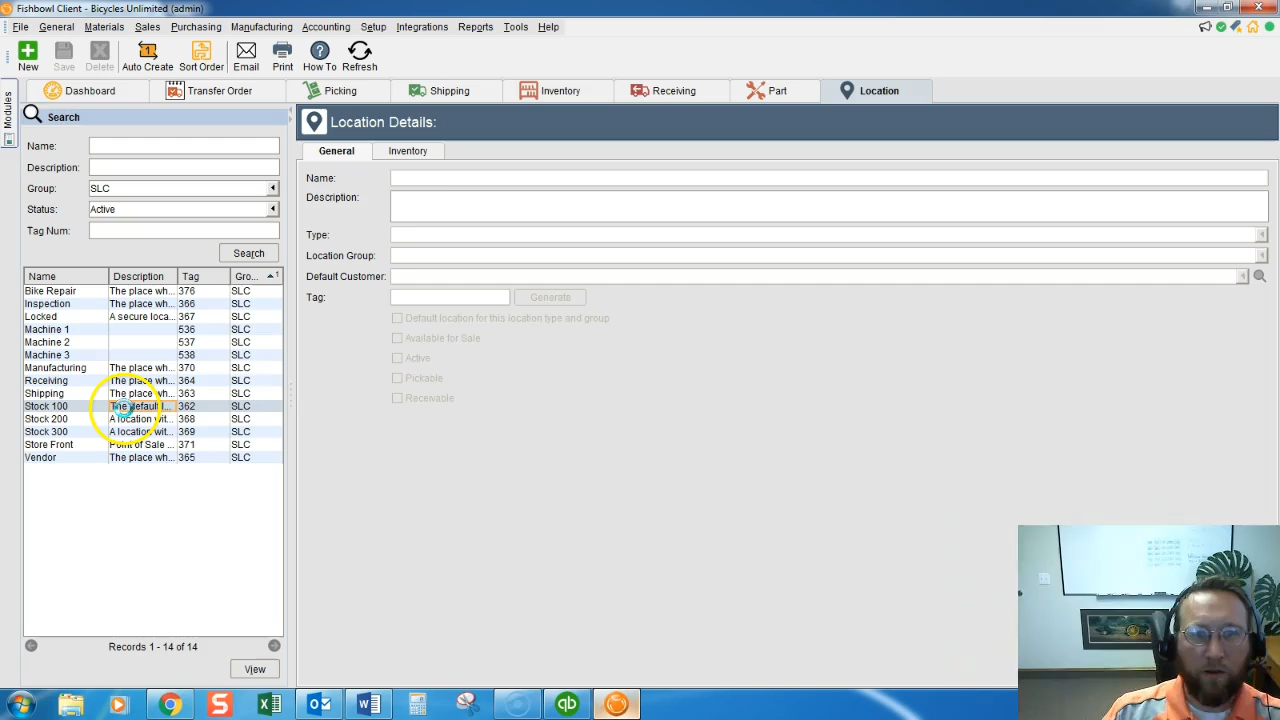 Fishbowl Client - Bicycles Unlimited (admin)
File General Materials Sales Purchasing Manufacturing Accounting Setup Integrations Reports Tools Help
New Save Delete Auto Create Sort Order Email Print How To Refresh
Modules
Dashboard Transfer Order Picking Shipping Inventory Receiving Part Location
Search
Name:
Description:
Group: SLC
Status: Active
Tag Num:
Search
Name Description Tag Gro... 1
Bike Repair The place wh... 376 SLC
Inspection The place wh... 366 SLC
Locked A secure loca... 367 SLC
Machine 1 536 SLC
Machine 2 537 SLC
Machine 3 538 SLC
Manufacturing The place wh... 370 SLC
Receiving The place wh... 364 SLC
Shipping The place wh... 363 SLC
Stock 100 The default l... 362 SLC
Stock 200 A location wit... 368 SLC
Stock 300 A location wit... 369 SLC
Store Front Point of Sale ... 371 SLC
Vendor The place wh... 365 SLC
Records 1 - 14 of 14
View
Location Details:
General Inventory
Name:
Description:
Type:
Location Group:
Default Customer:
Tag: Generate
Default location for this location type and group
Available for Sale
Active
Pickable
Receivable